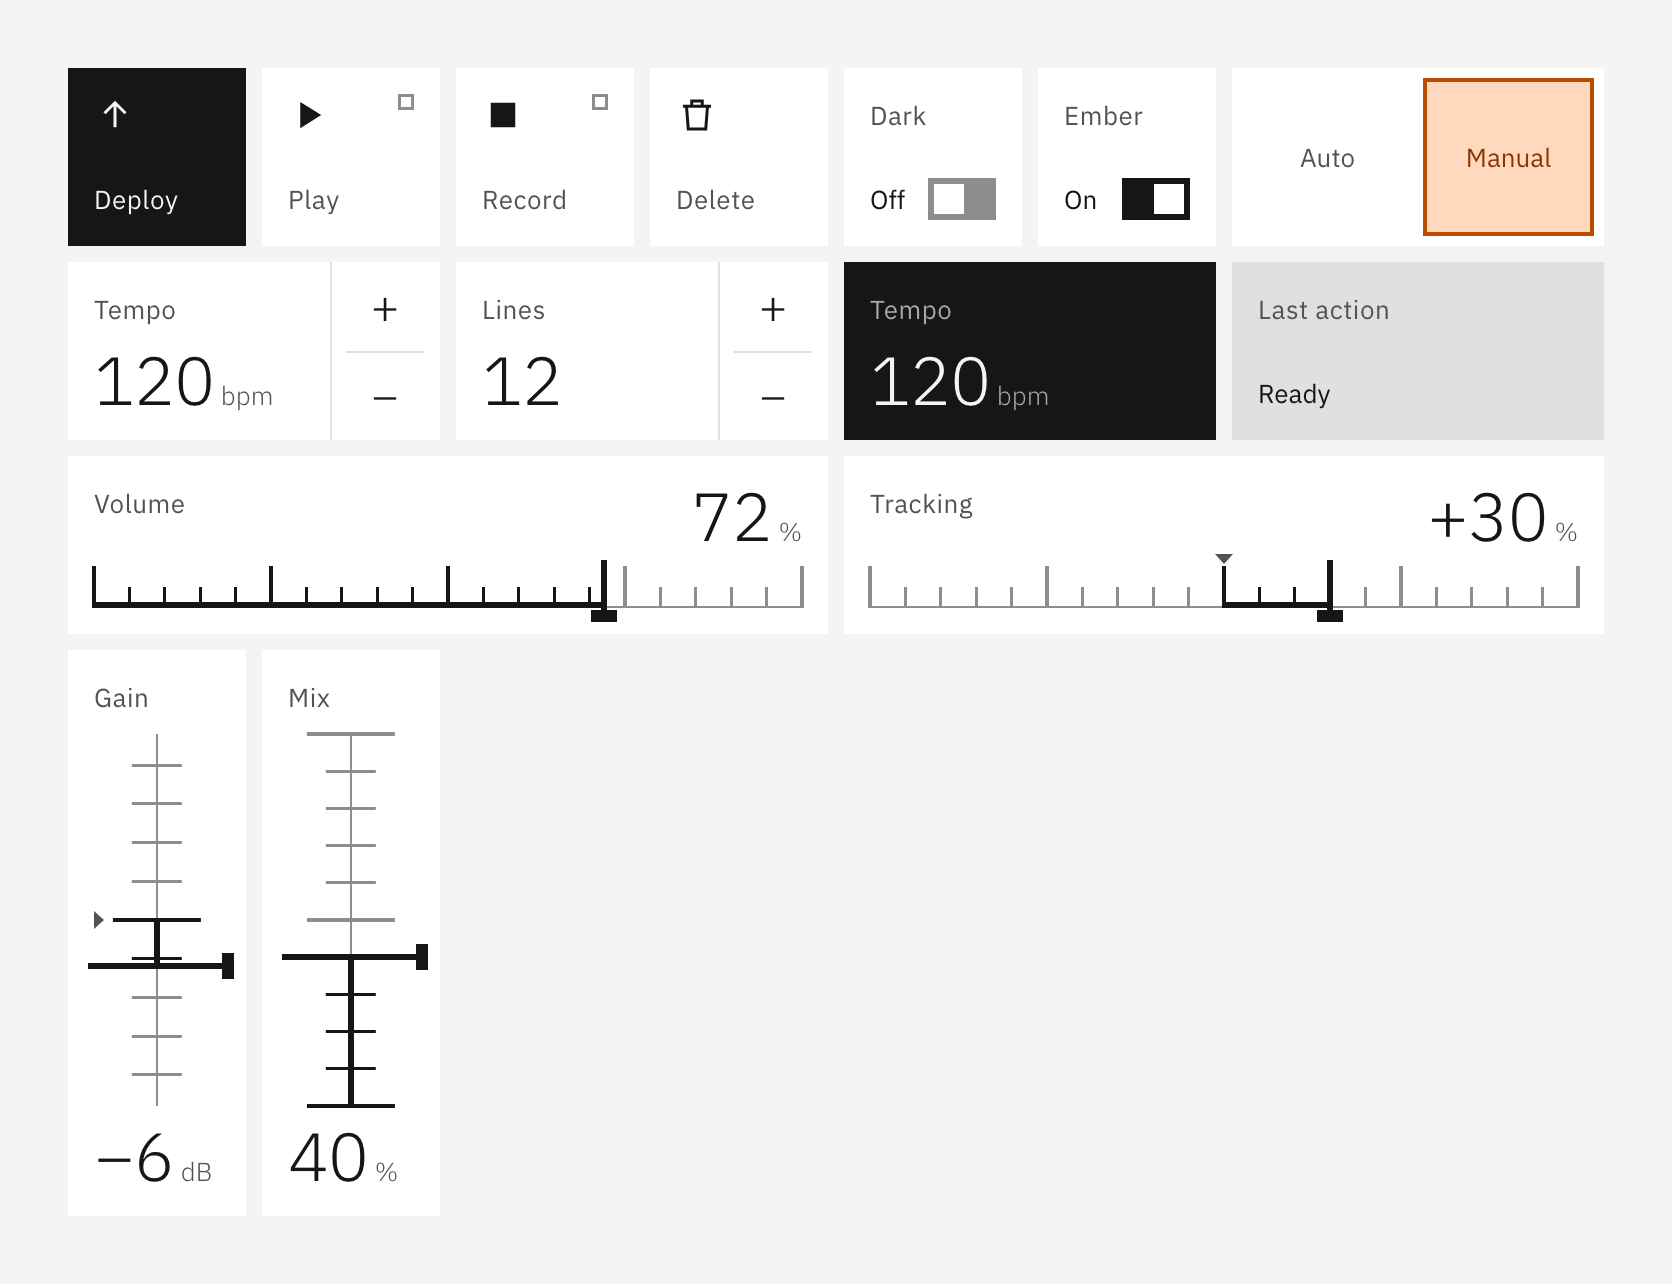 Deploy
Play
Record
Delete
Dark
Off
Ember
On
Auto
Manual
Tempo
120 bpm
+
−
Lines
12
+
−
Tempo
120 bpm
Last action
Ready
Volume
72 %
Tracking
+30 %
Gain
−6 dB
Mix
40 %